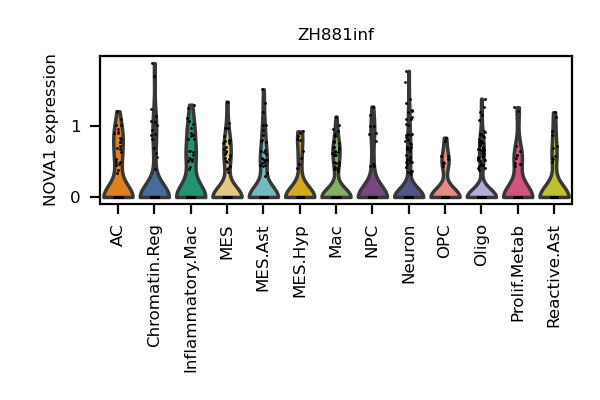 ZH881inf
NOVA1 expression
1
0
AC
Chromatin.Reg
Inflammatory.Mac
MES
MES.Ast
MES.Hyp
Mac
NPC
Neuron
OPC
Oligo
Prolif.Metab
Reactive.Ast